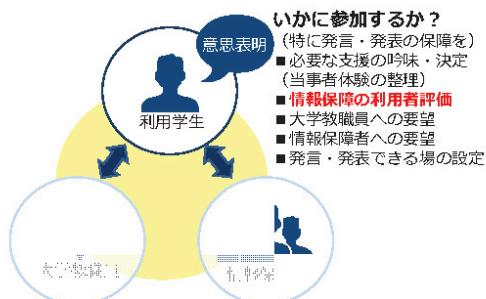 いかに参加するか？
（特に発言・発表の保障を）
■必要な支援の吟味・決定
（当事者体験の整理）
■情報保障の利用者評価
■大学教職員への要望
■情報保障者への要望
■発言・発表できる場の設定
意思表明
利用学生